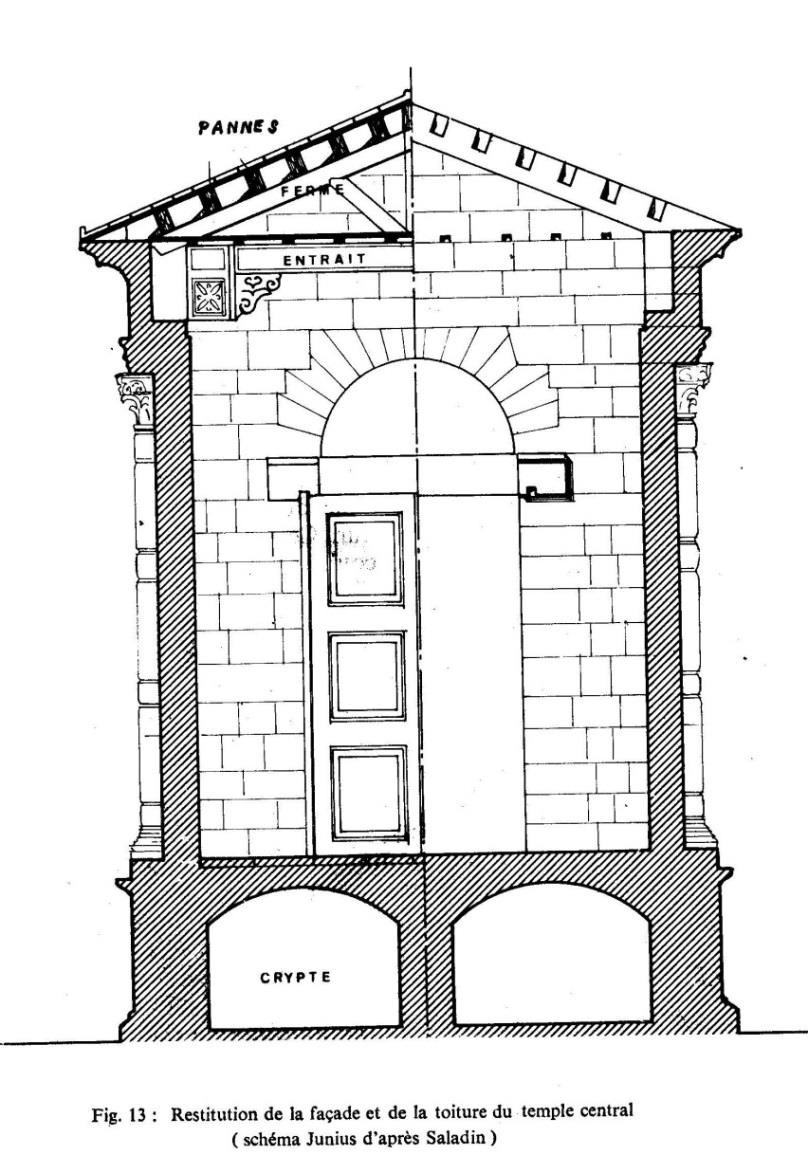 PANNES
FERME
ENTRAIT
CRYPTE
Fig. 13 : Restitution de la façade et de la toiture du temple central
( schéma Junius d'après Saladin )